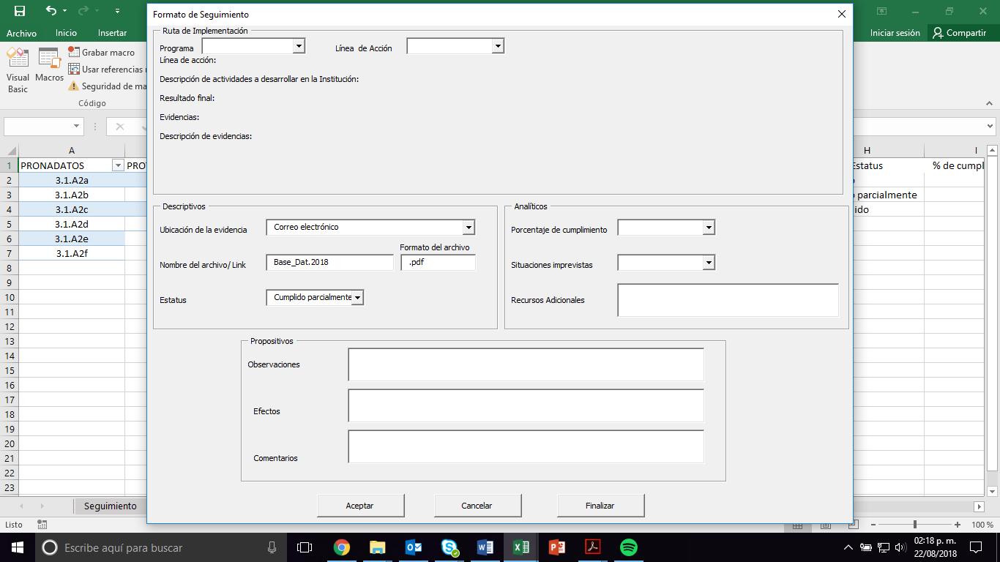 Formato de Seguimiento
Archivo
Inicio
Insertar
Iniciar sesión
Compartir
Visual Basic
Macros
Grabar macro
Usar referencias
Seguridad de ma
Código
Ruta de Implementación
Programa
Línea de Acción
Línea de acción:
Descripción de actividades a desarrollar en la Institución:
Resultado final:
Evidencias:
Descripción de evidencias:
A
H
I
1 PRONADATOS PROT
Estatus
% de cumpl
2 3.1.A2a
3 3.1.A2b
parcialmente
4 3.1.A2c
ido
5 3.1.A2d
6 3.1.A2e
7 3.1.A2f
8
9
10
11
12
13
14
15
16
17
18
19
20
21
22
23
Descriptivos
Ubicación de la evidencia
Correo electrónico
Formato del archivo
Nombre del archivo/ Link
Base_Dat.2018
.pdf
Estatus
Cumplido parcialmente
Analíticos
Porcentaje de cumplimiento
Situaciones imprevistas
Recursos Adicionales
Propositivos
Observaciones
Efectos
Comentarios
Aceptar
Cancelar
Finalizar
Seguimiento
Listo
100 %
Escribe aquí para buscar
02:18 p. m.
22/08/2018